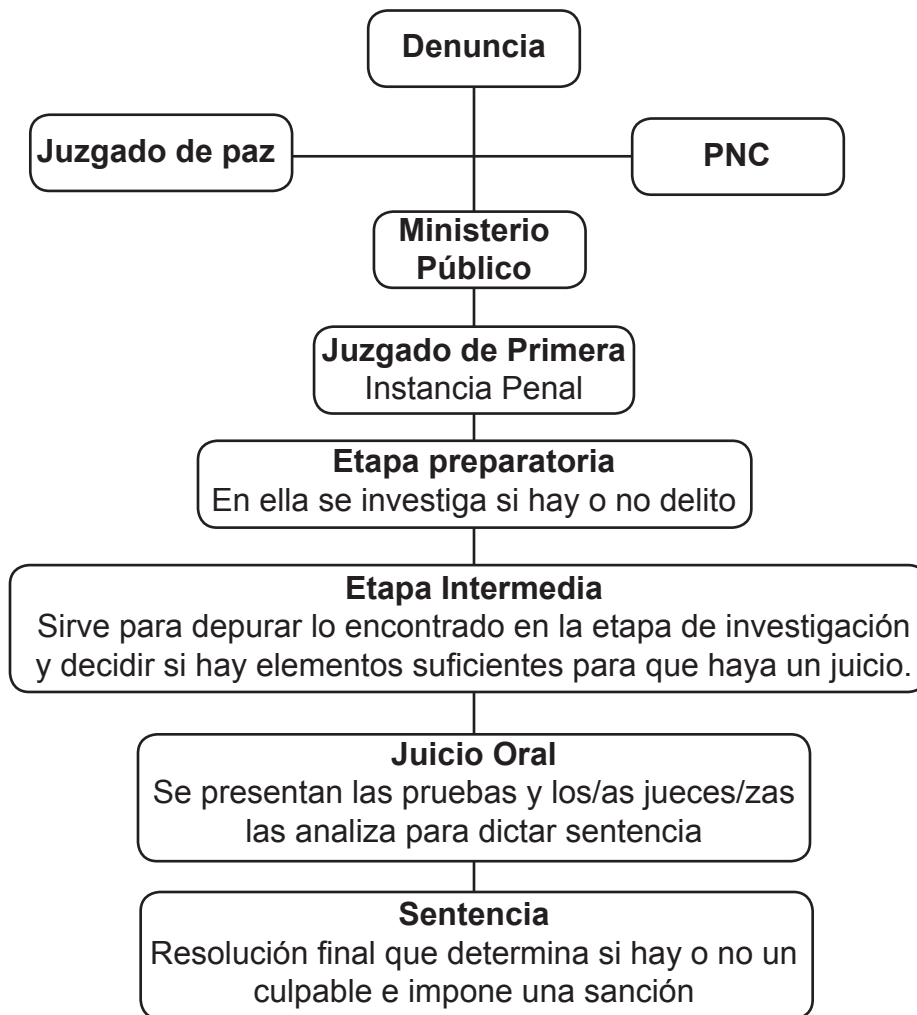 Denuncia
Juzgado de paz
PNC
Ministerio
Público
Juzgado de Primera
Instancia Penal
Etapa preparatoria
En ella se investiga si hay o no delito
Etapa Intermedia
Sirve para depurar lo encontrado en la etapa de investigación
y decidir si hay elementos suficientes para que haya un juicio.
Juicio Oral
Se presentan las pruebas y los/as jueces/zas
las analiza para dictar sentencia
Sentencia
Resolución final que determina si hay o no un
culpable e impone una sanción